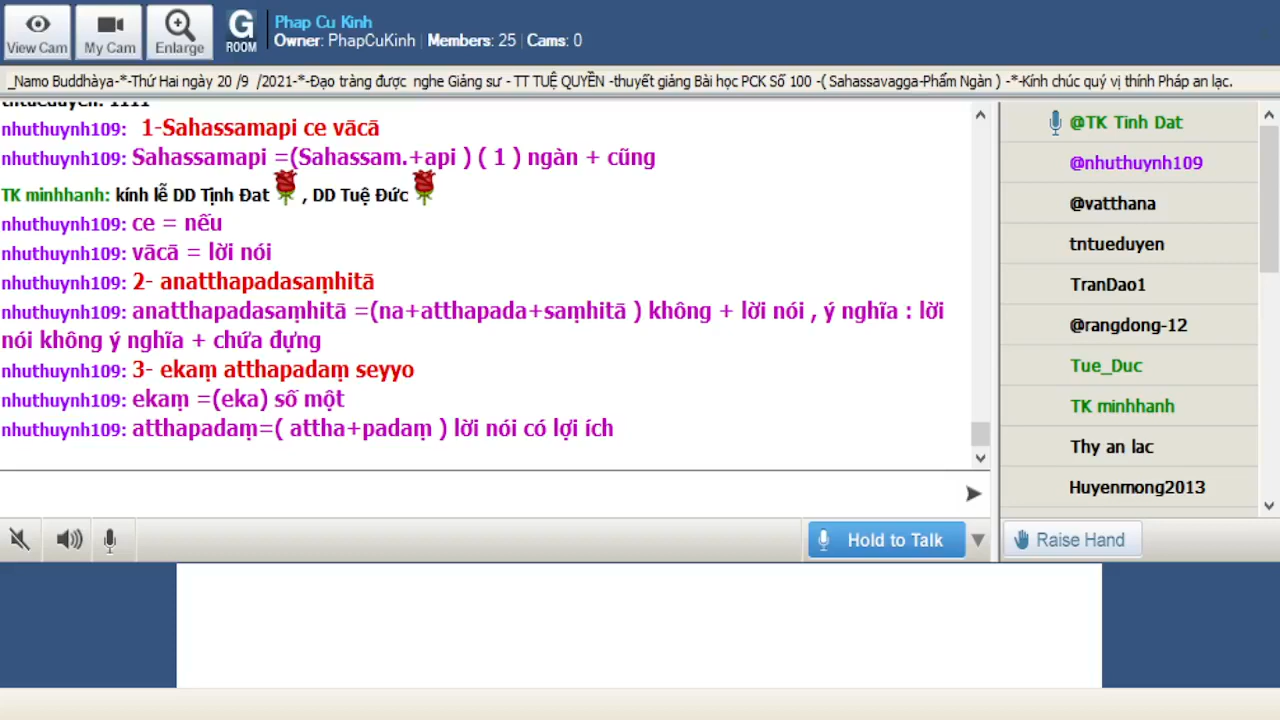 View Cam
My Cam
Enlarge
G
ROOM
Phap Cu Kinh
Owner: PhapCuKinh | Members: 25 | Cams: 0
_Namo Buddhàya-*-Thứ Hai ngày 20 /9 /2021-*-Đạo tràng được nghe Giảng sư - TT TUỆ QUYỀN -thuyết giảng Bài học PCK Số 100 -( Sahassavagga-Phẩm Ngàn ) -*-Kính chúc quý vị thính Pháp an lạc.
tntueduyen: 1111
nhuthuynh109: 1-Sahassamapi ce vācā
nhuthuynh109: Sahassamapi =(Sahassam.+api ) ( 1 ) ngàn + cũng
TK minhhanh: kính lễ DD Tịnh Đat , DD Tuệ Đức
nhuthuynh109: ce = nếu
nhuthuynh109: vācā = lời nói
nhuthuynh109: 2- anatthapadasaṃhitā
nhuthuynh109: anatthapadasaṃhitā =(na+atthapada+saṃhitā ) không + lời nói , ý nghĩa : lời
nói không ý nghĩa + chứa đựng
nhuthuynh109: 3- ekaṃ atthapadaṃ seyyo
nhuthuynh109: ekaṃ =(eka) số một
nhuthuynh109: atthapadaṃ=( attha+padaṃ ) lời nói có lợi ích
@TK Tinh Dat
@nhuthuynh109
@vatthana
tntueduyen
TranDao1
@rangdong-12
Tue_Duc
TK minhhanh
Thy an lac
Huyenmong2013
Hold to Talk
Raise Hand